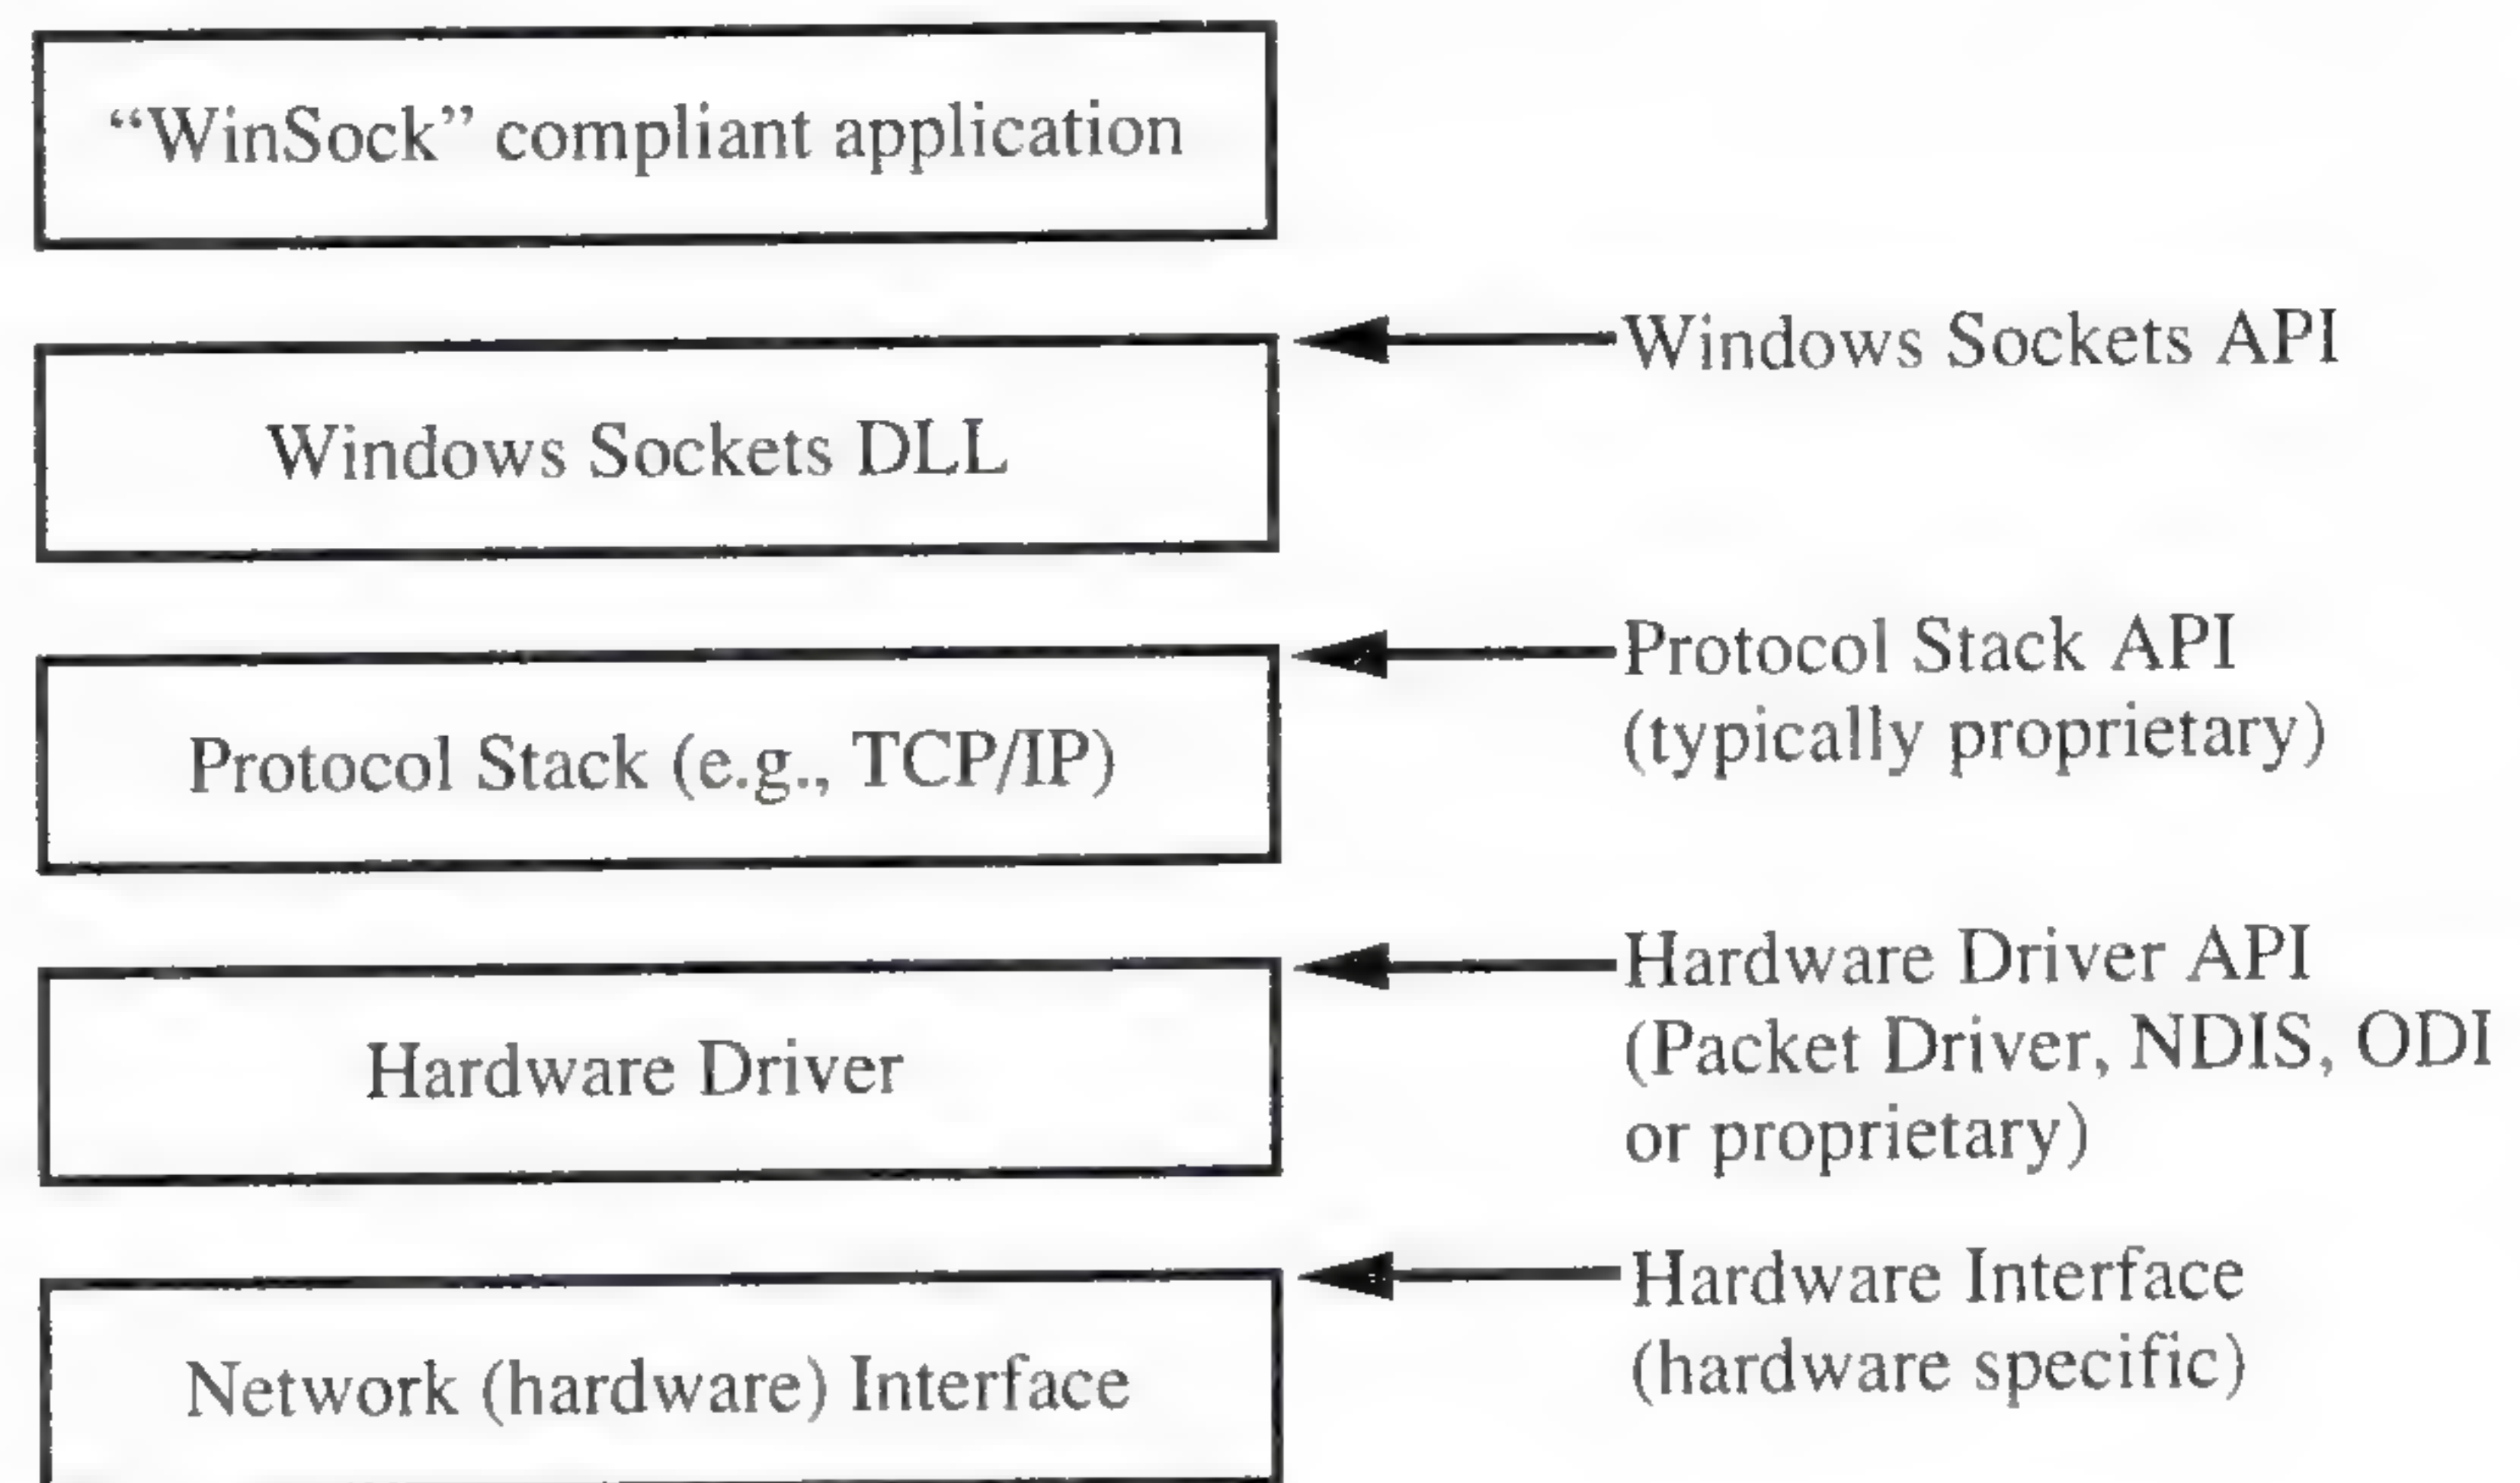 “WinSock” compliant application
Windows Sockets API
Windows Sockets DLL
Protocol Stack API
(typically proprietary)
Protocol Stack (e.g., TCP/IP)
Hardware Driver API
(Packet Driver, NDIS, ODI
or proprietary)
Hardware Driver
Hardware Interface
(hardware specific)
Network (hardware) Interface